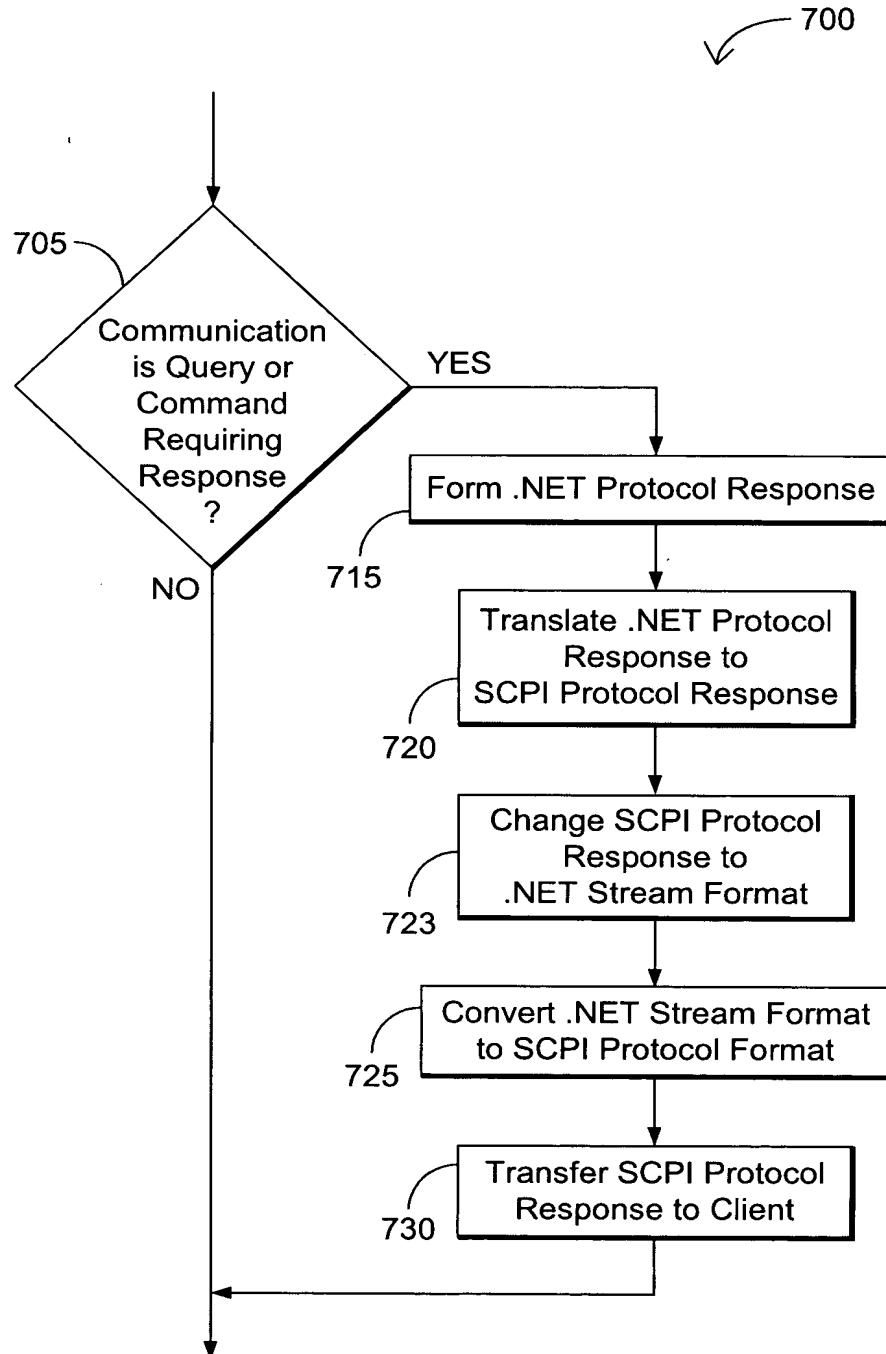 700
705
Communication
is Query or
Command
Requiring
Response
?
YES
NO
Form .NET Protocol Response
715
Translate .NET Protocol
Response to
SCPI Protocol Response
720
Change SCPI Protocol
Response to
.NET Stream Format
723
Convert .NET Stream Format
to SCPI Protocol Format
725
Transfer SCPI Protocol
Response to Client
730